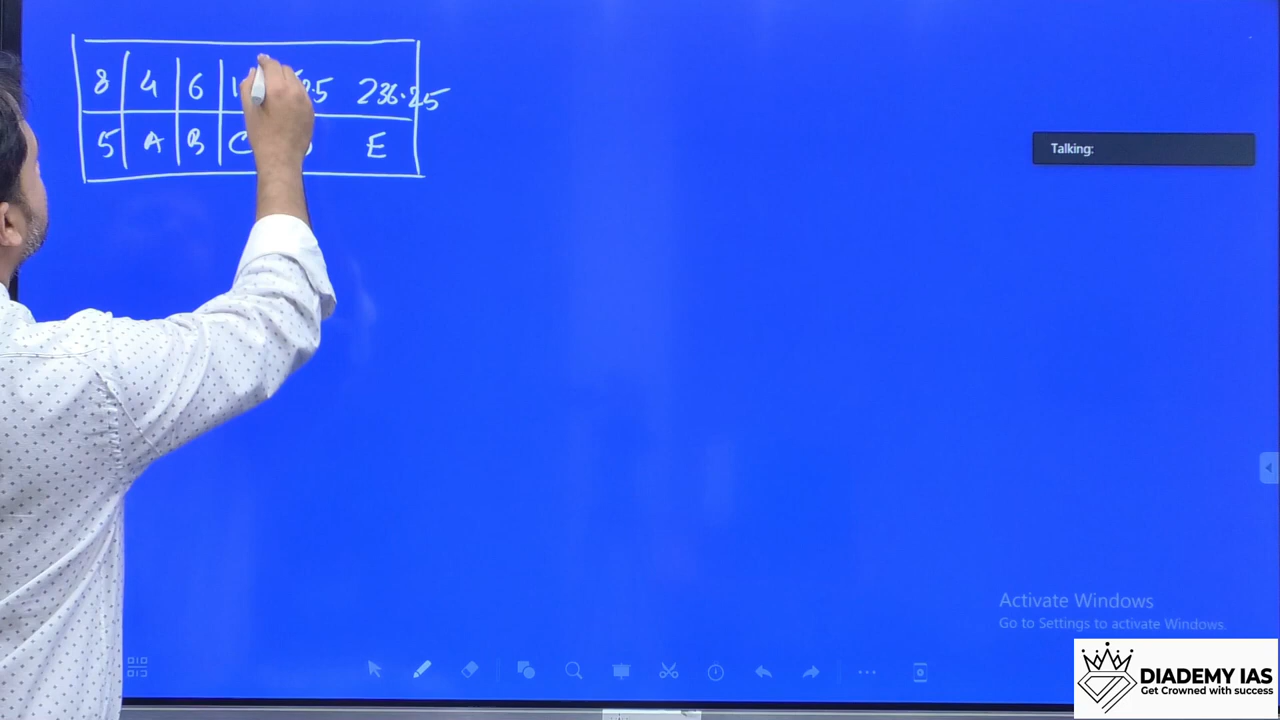 8 4 6 236.25
5 A B C E
Talking:
Activate Windows
Go to Settings to activate Windows.
DIADEMY IAS
Get Crowned with success